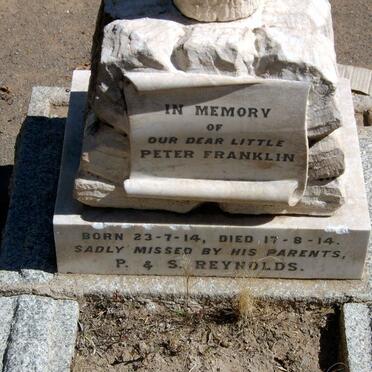 IN MEMORY
OF
OUR DEAR LITTLE
PETER FRANKLIN
BORN 23-7-14, DIED 17-8-14.
SADLY MISSED BY HIS PARENTS,
P. & S. REYNOLDS.